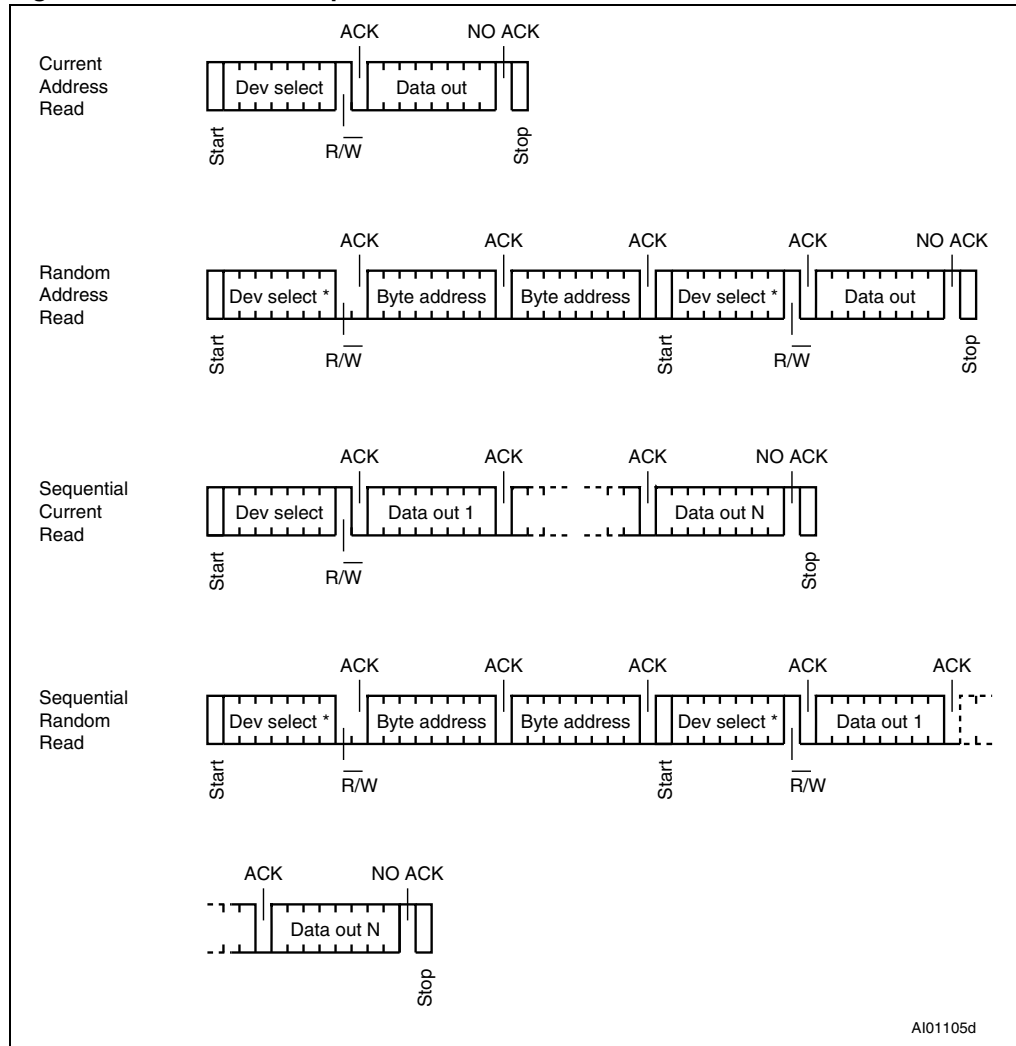 ACK NO ACK
Current
Address
Read
Dev select Data out
Start R/W Stop
ACK ACK ACK ACK NO ACK
Random
Address
Read
Dev select * Byte address Byte address Dev select * Data out
Start R/W Start R/W Stop
ACK ACK ACK NO ACK
Sequential
Current
Read
Dev select Data out 1 Data out N
Start R/W Stop
ACK ACK ACK ACK ACK
Sequential
Random
Read
Dev select * Byte address Byte address Dev select * Data out 1
Start R/W Start R/W
ACK NO ACK
Data out N
Stop
AI01105d